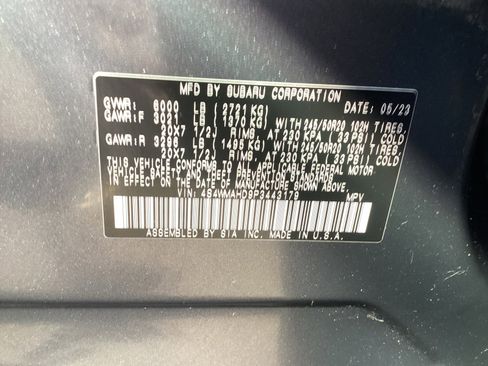 MFD BY SUBARU CORPORATION
GVWR: 6000 LB (2721 KG) DATE: 05/23
GAWR:F 3021 LB (1370 KG) WITH 245/50R20 102H TIRES,
20X7 1/2J RIMS, AT 230 KPA (33 PSI) COLD
GAWR:R 3296 LB (1495 KG) WITH 245/50R20 102H TIRES,
20X7 1/2J RIMS, AT 230 KPA (33 PSI) COLD
THIS VEHICLE CONFORMS TO ALL APPLICABLE FEDERAL MOTOR
VEHICLE SAFETY AND THEFT PREVENTION STANDARDS IN
EFFECT ON THE DATE OF MANUFACTURE SHOWN ABOVE.
VIN: 4S4WMAHD9P3443179 MPV
ASSEMBLED BY SIA INC. MADE IN U.S.A.